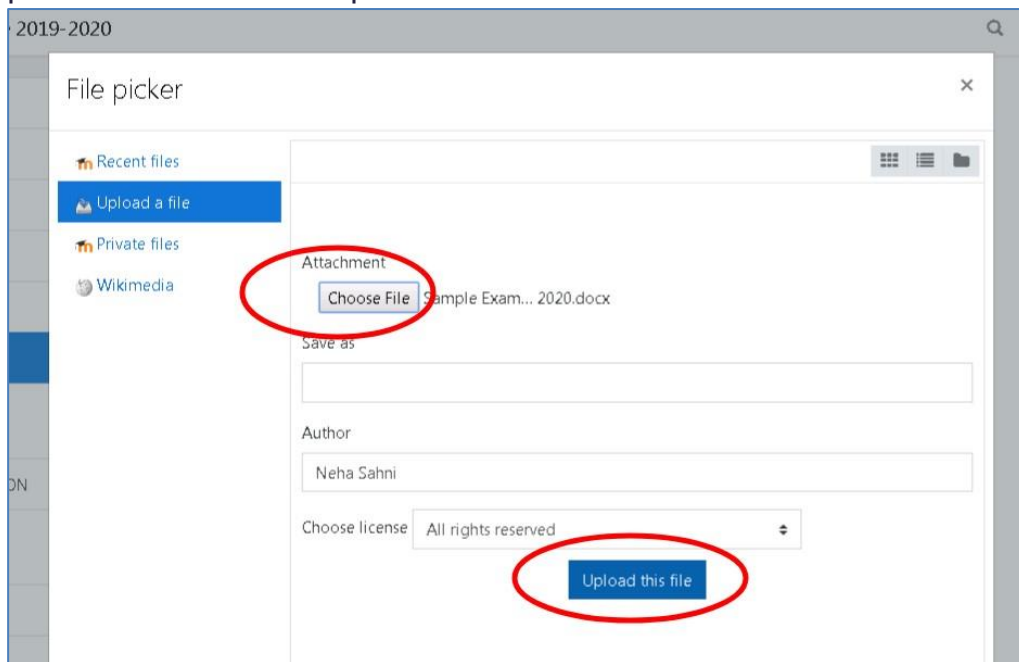 2019-2020
File picker
×
Recent files
Upload a file
Private files
Wikimedia
Attachment
Choose File Sample Exam... 2020.docx
Save as
Author
Neha Sahni
Choose license All rights reserved
Upload this file
ON